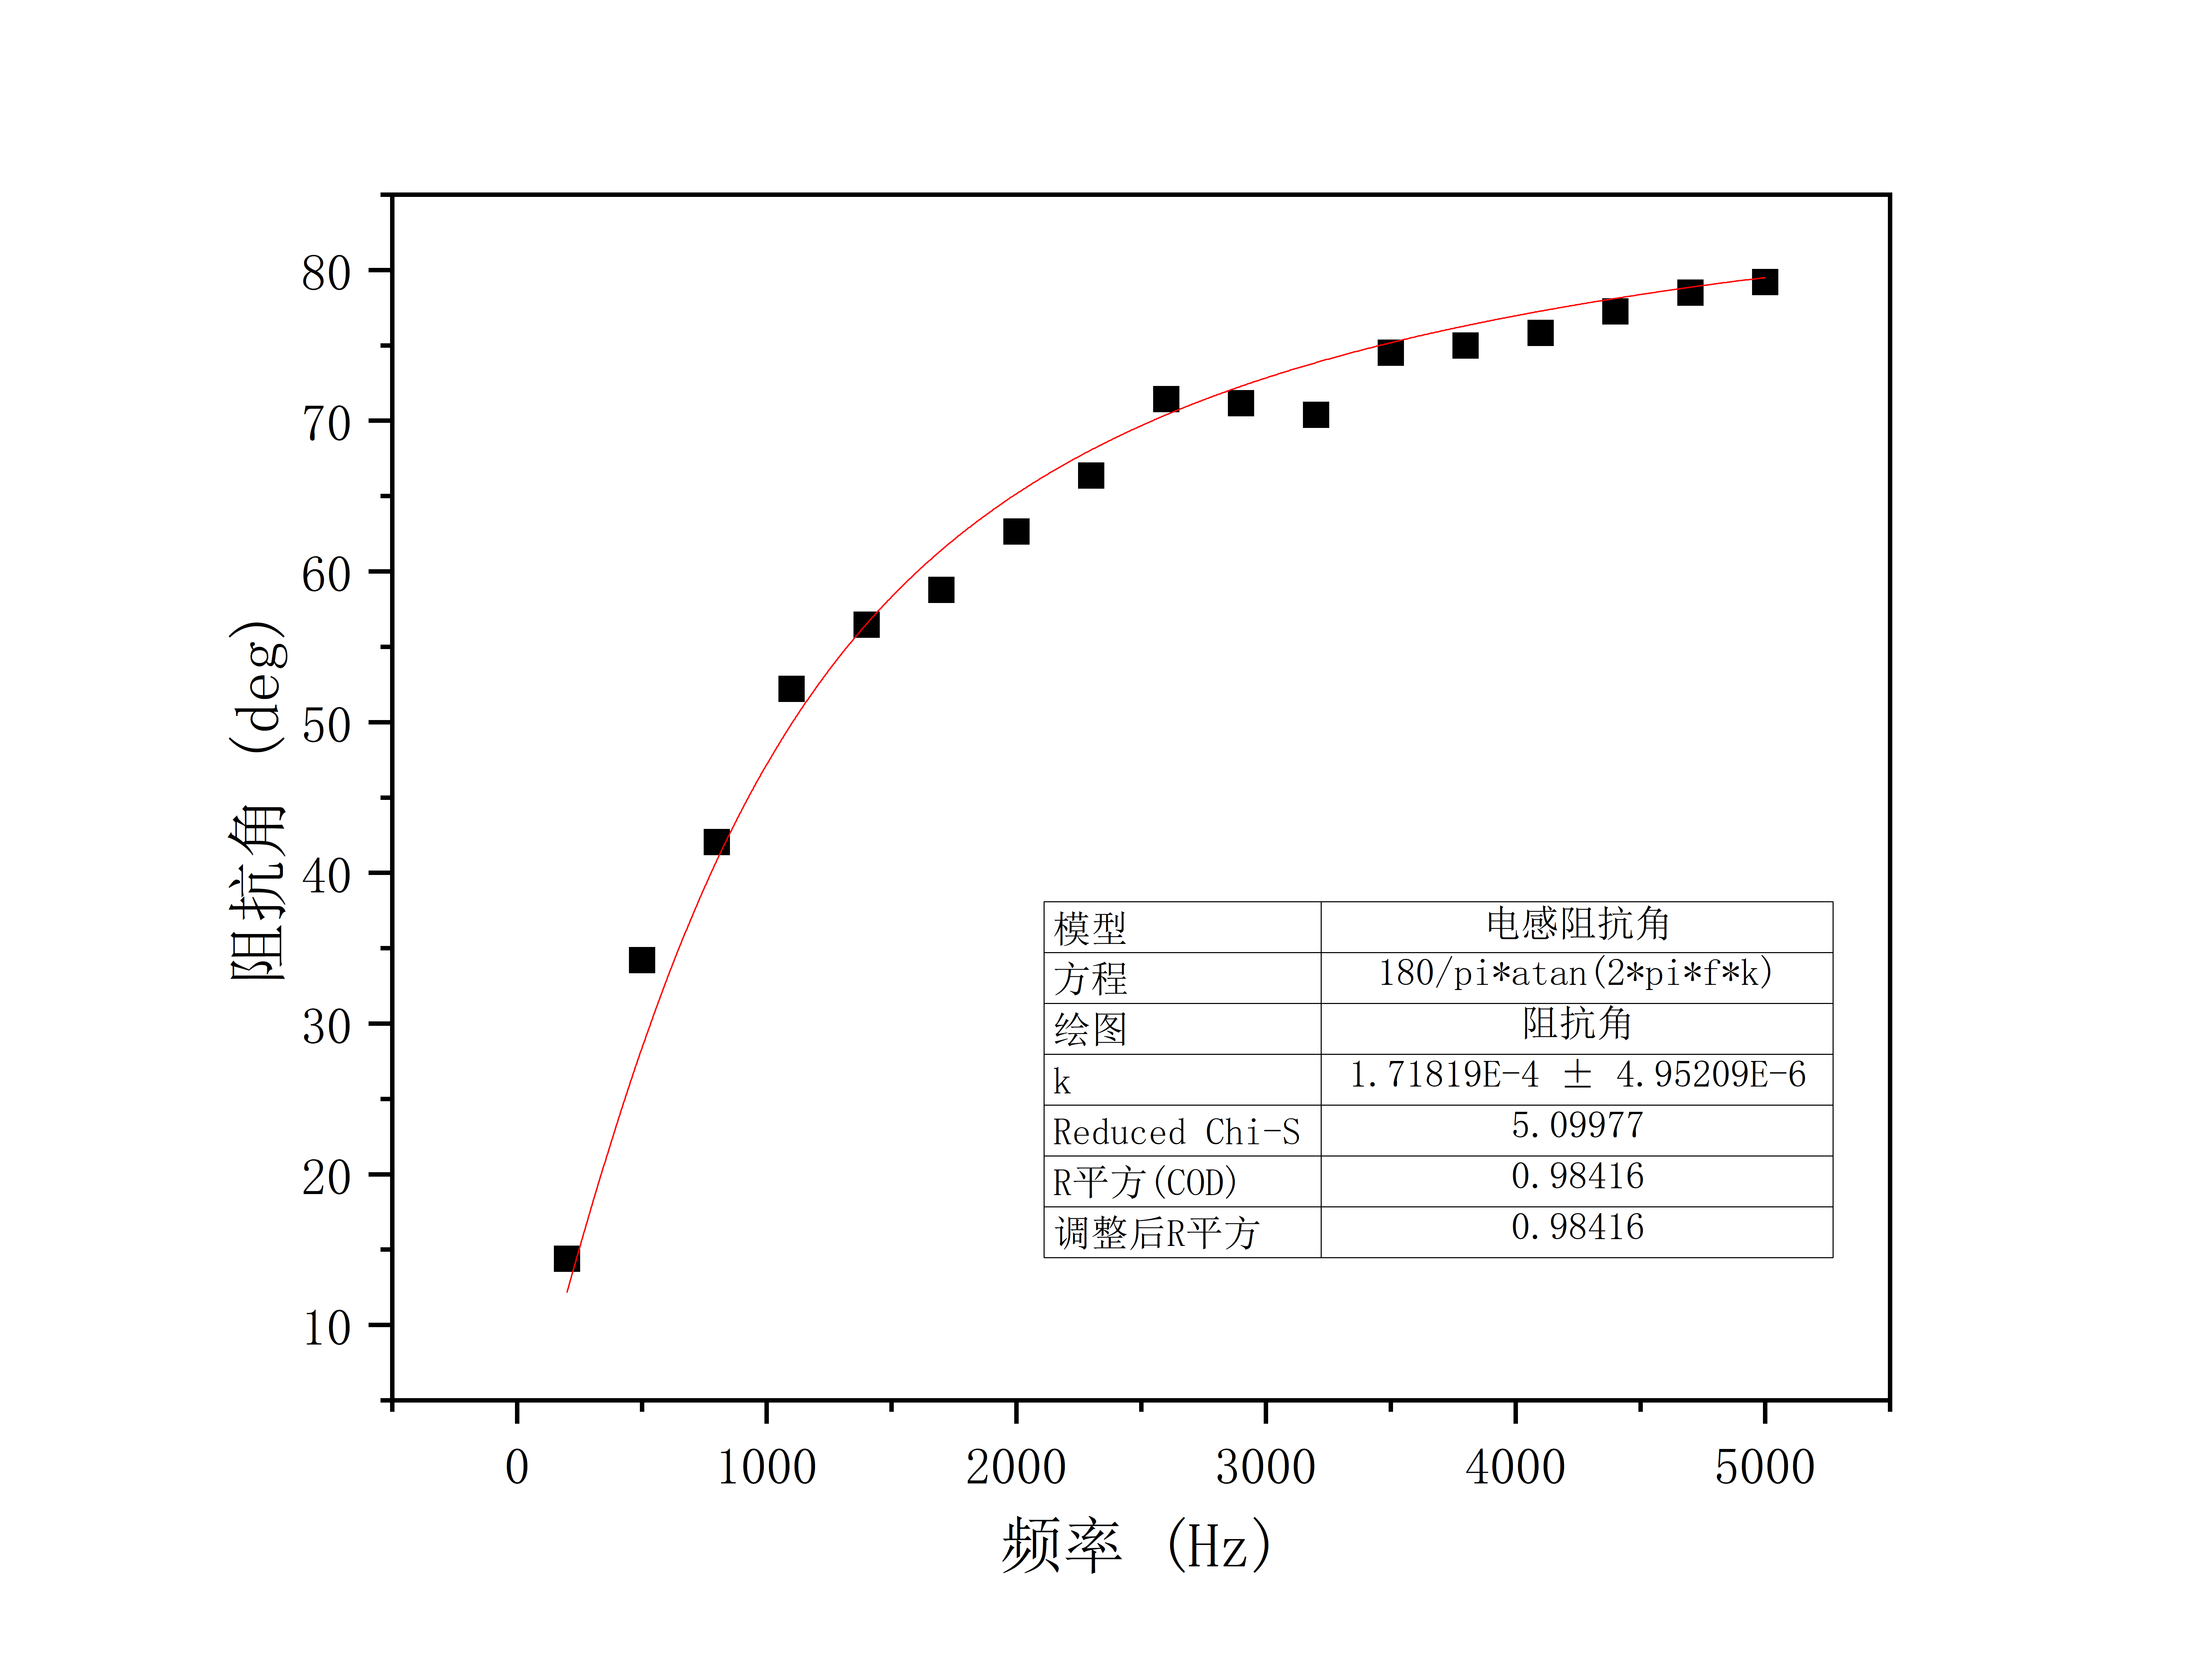 80
70
60
50
40
30
20
10
阻抗角 (deg)
模型 电感阻抗角
方程 180/pi*atan(2*pi*f*k)
绘图 阻抗角
k 1.71819E-4 ± 4.95209E-6
Reduced Chi-S 5.09977
R平方(COD) 0.98416
调整后R平方 0.98416
0 1000 2000 3000 4000 5000
频率 (Hz)